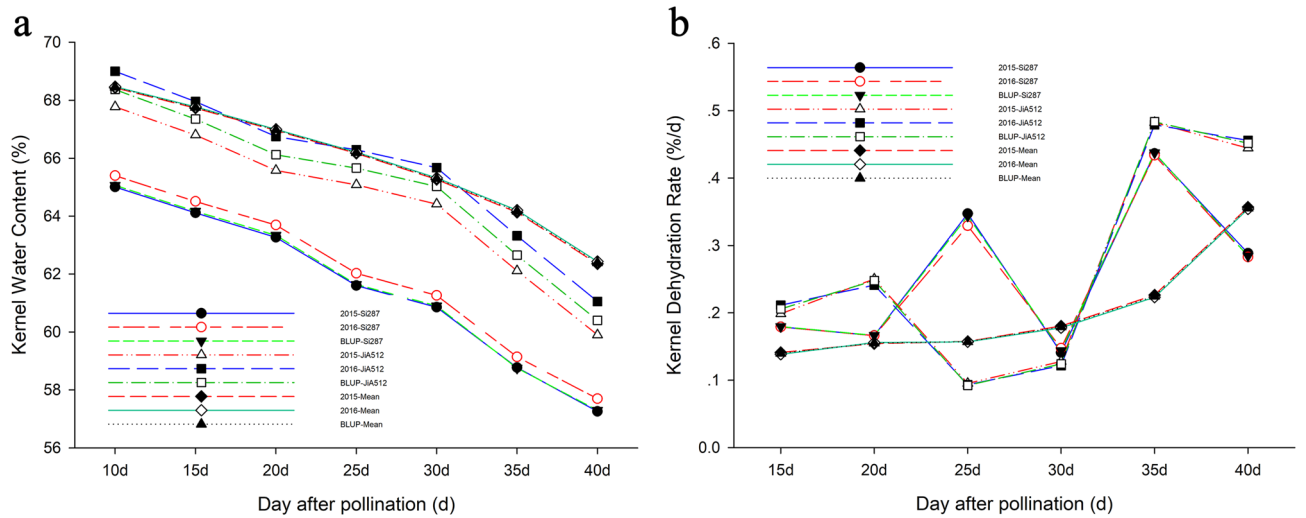 a
Kernel Water Content (%)
70
68
66
64
62
60
58
56
2015-Si287
2016-Si287
BLUP-Si287
2015-JiA512
2016-JiA512
BLUP-JiA512
2015-Mean
2016-Mean
BLUP-Mean
10d 15d 20d 25d 30d 35d 40d
Day after pollination (d)
b
Kernel Dehydration Rate (%/d)
.6
.5
.4
.3
.2
.1
0.0
2015-Si287
2016-Si287
BLUP-Si287
2015-JiA512
2016-JiA512
BLUP-JiA512
2015-Mean
2016-Mean
BLUP-Mean
15d 20d 25d 30d 35d 40d
Day after pollination (d)